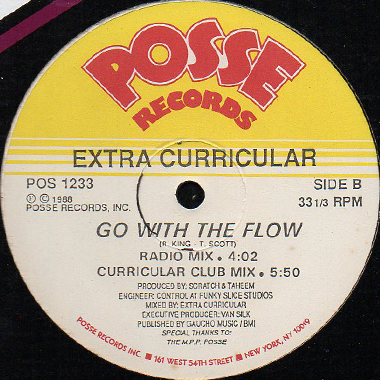 POSSE
RECORDS
EXTRA CURRICULAR
POS 1233
SIDE B
℗ © 1988
POSSE RECORDS, INC.
33 1/3 RPM
GO WITH THE FLOW
(R. KING - T. SCOTT)
RADIO MIX • 4:02
CURRICULAR CLUB MIX • 5:50
PRODUCED BY: SCRATCH & TAHEEM
ENGINEER: CONTROL AT FUNKY SLICE STUDIOS
MIXED BY: EXTRA CURRICULAR
EXECUTIVE PRODUCER: VAN SILK
PUBLISHED BY GAUCHO MUSIC / BMI
SPECIAL THANKS TO:
THE M.P.P. POSSE
POSSE RECORDS INC. ■ 161 WEST 54TH STREET ■ NEW YORK, NY 10019